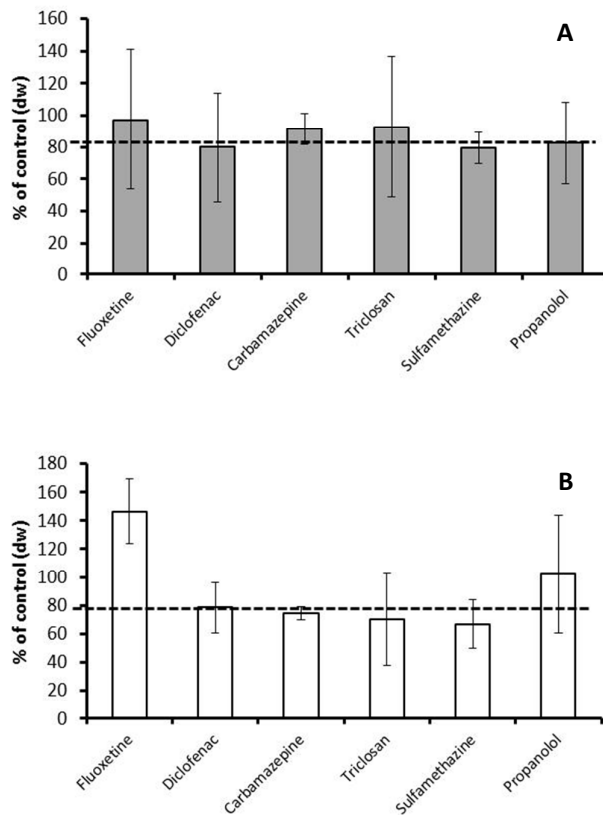 A
% of control (dw)
160
140
120
100
80
60
40
20
0
Fluoxetine
Diclofenac
Carbamazepine
Triclosan
Sulfamethazine
Propanolol
B
% of control (dw)
180
160
140
120
100
80
60
40
20
0
Fluoxetine
Diclofenac
Carbamazepine
Triclosan
Sulfamethazine
Propanolol